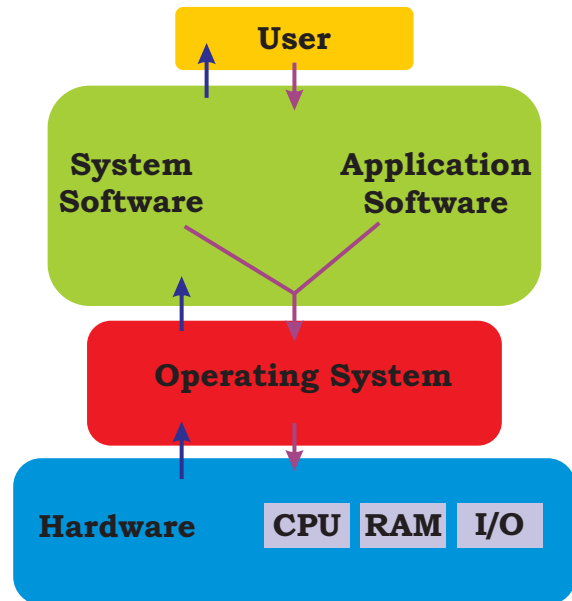 User
System
Software
Application
Software
Operating System
Hardware
CPU
RAM
I/O